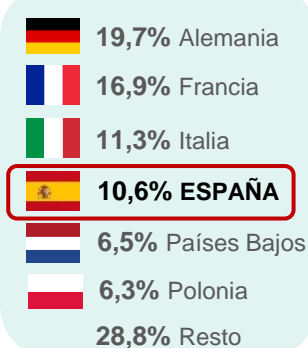 19,7% Alemania
16,9% Francia
11,3% Italia
10,6% ESPAÑA
6,5% Países Bajos
6,3% Polonia
28,8% Resto